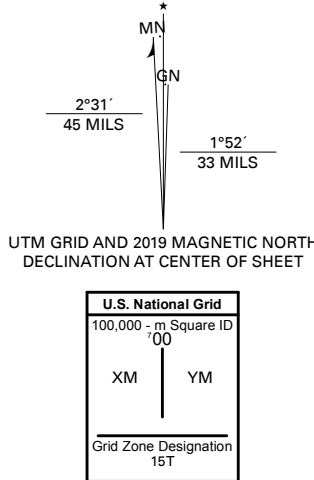 MN
GN
2°31´
45 MILS
1°52´
33 MILS
UTM GRID AND 2019 MAGNETIC NORTH
DECLINATION AT CENTER OF SHEET
U.S. National Grid
100,000 - m Square ID
⁷00
XM YM
Grid Zone Designation
15T